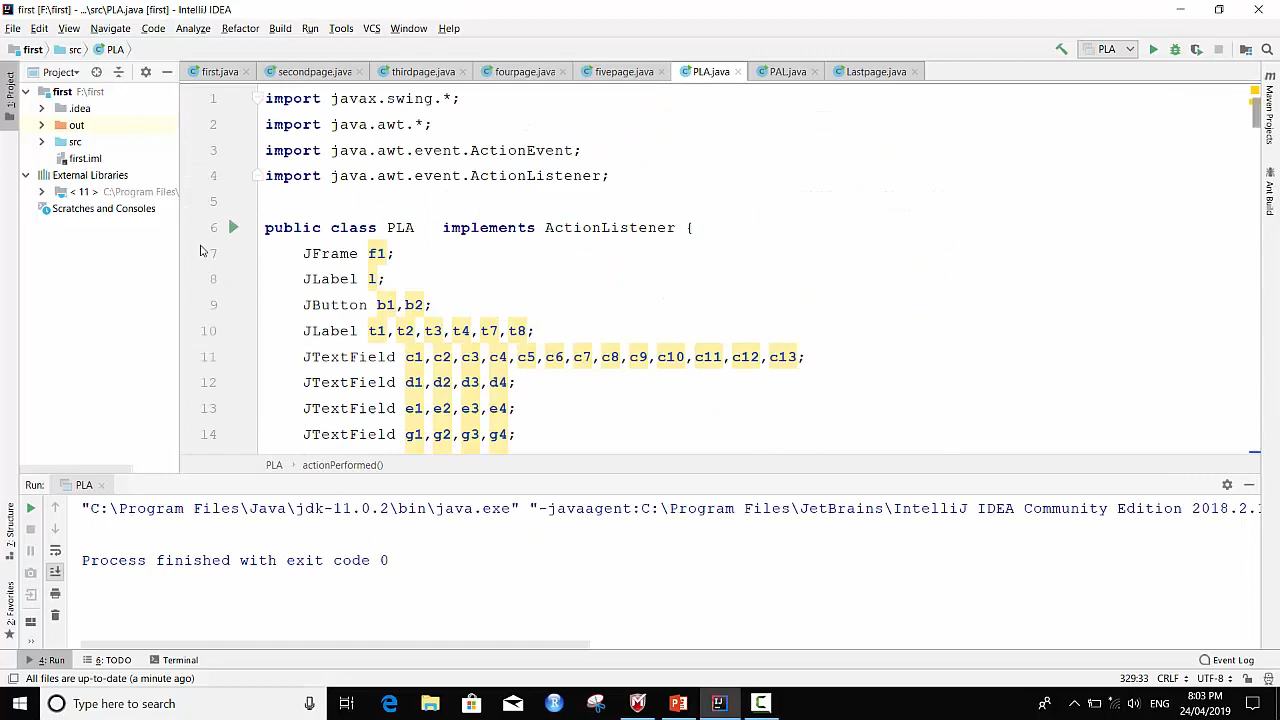 first [F:\first] - ...\src\PLA.java [first] - IntelliJ IDEA
File Edit View Navigate Code Analyze Refactor Build Run Tools VCS Window Help
first src PLA PLA
1: Project Project first.java secondpage.java thirdpage.java fourpage.java fivepage.java PLA.java PAL.java Lastpage.java
first F:\first
.idea
out
src
first.iml
External Libraries
< 11 > C:\Program Files\
Scratches and Consoles
1 import javax.swing.*;
2 import java.awt.*;
3 import java.awt.event.ActionEvent;
4 import java.awt.event.ActionListener;
5
6 public class PLA implements ActionListener {
7 JFrame f1;
8 JLabel l;
9 JButton b1,b2;
10 JLabel t1,t2,t3,t4,t7,t8;
11 JTextField c1,c2,c3,c4,c5,c6,c7,c8,c9,c10,c11,c12,c13;
12 JTextField d1,d2,d3,d4;
13 JTextField e1,e2,e3,e4;
14 JTextField g1,g2,g3,g4;
Maven Projects
Ant Build
PLA actionPerformed()
Run: PLA
"C:\Program Files\Java\jdk-11.0.2\bin\java.exe" "-javaagent:C:\Program Files\JetBrains\IntelliJ IDEA Community Edition 2018.2.
Process finished with exit code 0
7: Structure
2: Favorites
4: Run 6: TODO Terminal Event Log
All files are up-to-date (a minute ago) 329:33 CRLF UTF-8
Type here to search
ENG
8:03 PM
24/04/2019